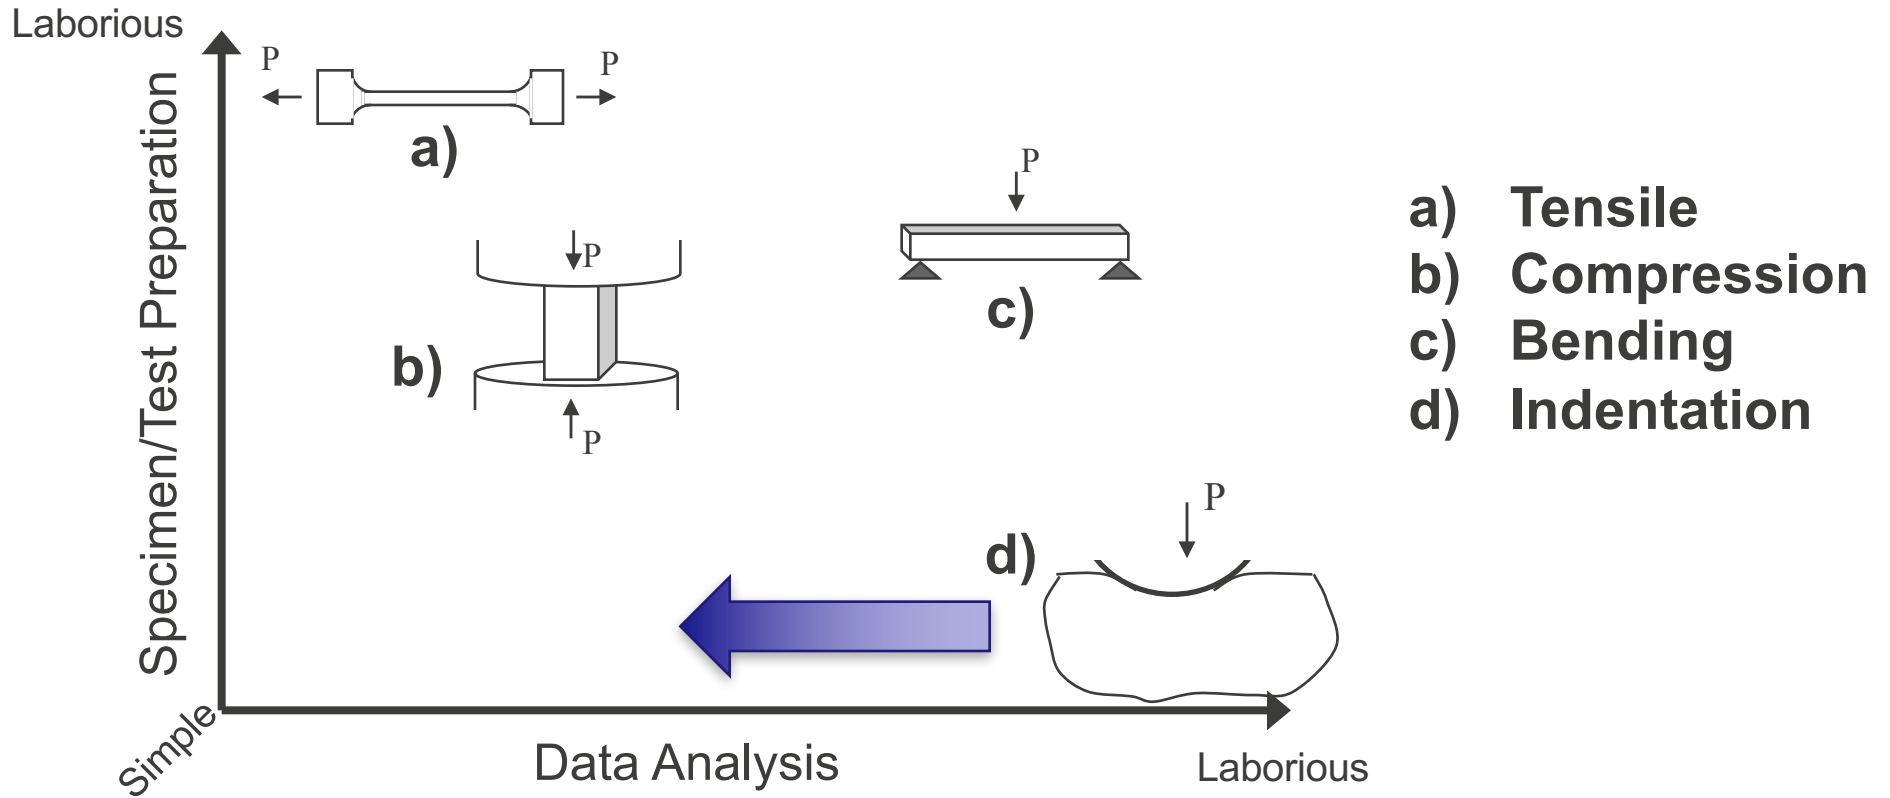 Laborious
Specimen/Test Preparation
P
P
a)
P
b)
P
P
c)
P
d)
Simple
Data Analysis
Laborious
a) Tensile
b) Compression
c) Bending
d) Indentation